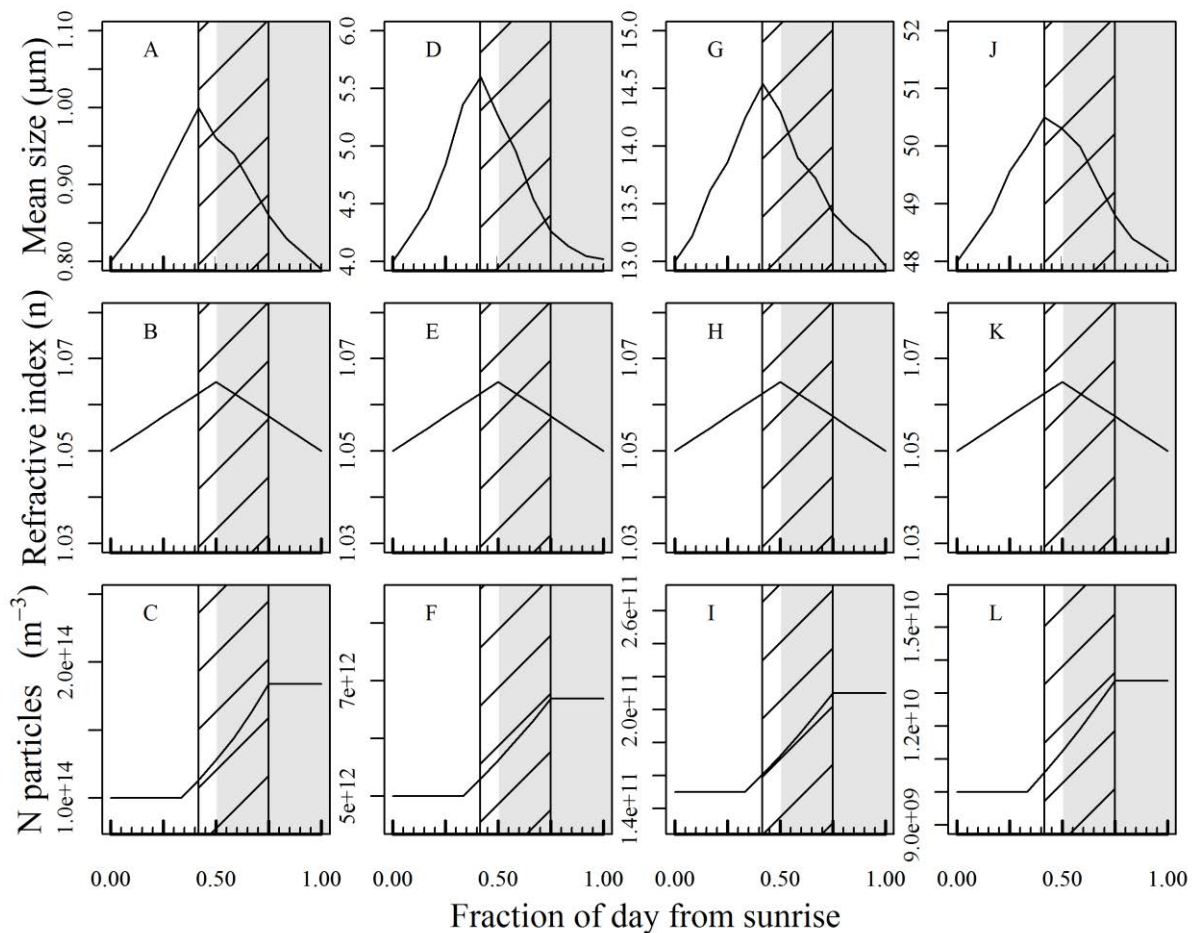 Mean size (μm)
1.10
1.00
0.90
0.80
A
6.0
5.5
5.0
4.5
4.0
D
15.0
14.5
14.0
13.5
13.0
G
52
51
50
49
48
J
Refractive index (n)
1.07
1.05
1.03
B
1.07
1.05
1.03
E
1.07
1.05
1.03
H
1.07
1.05
1.03
K
N particles (m⁻³)
2.0e+14
1.0e+14
C
7e+12
5e+12
F
2.6e+11
2.0e+11
1.4e+11
I
1.5e+10
1.2e+10
9.0e+09
L
0.00 0.50 1.00
0.00 0.50 1.00
0.00 0.50 1.00
0.00 0.50 1.00
Fraction of day from sunrise